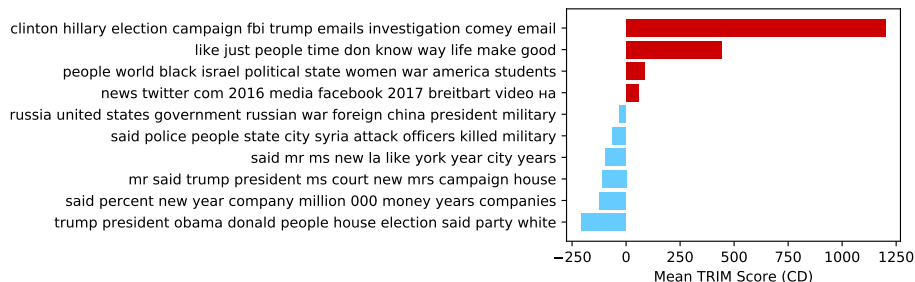 clinton hillary election campaign fbi trump emails investigation comey email
like just people time don know way life make good
people world black israel political state women war america students
news twitter com 2016 media facebook 2017 breitbart video на
russia united states government russian war foreign china president military
said police people state city syria attack officers killed military
said mr ms new la like york year city years
mr said trump president ms court new mrs campaign house
said percent new year company million 000 money years companies
trump president obama donald people house election said party white
−250 0 250 500 750 1000 1250
Mean TRIM Score (CD)